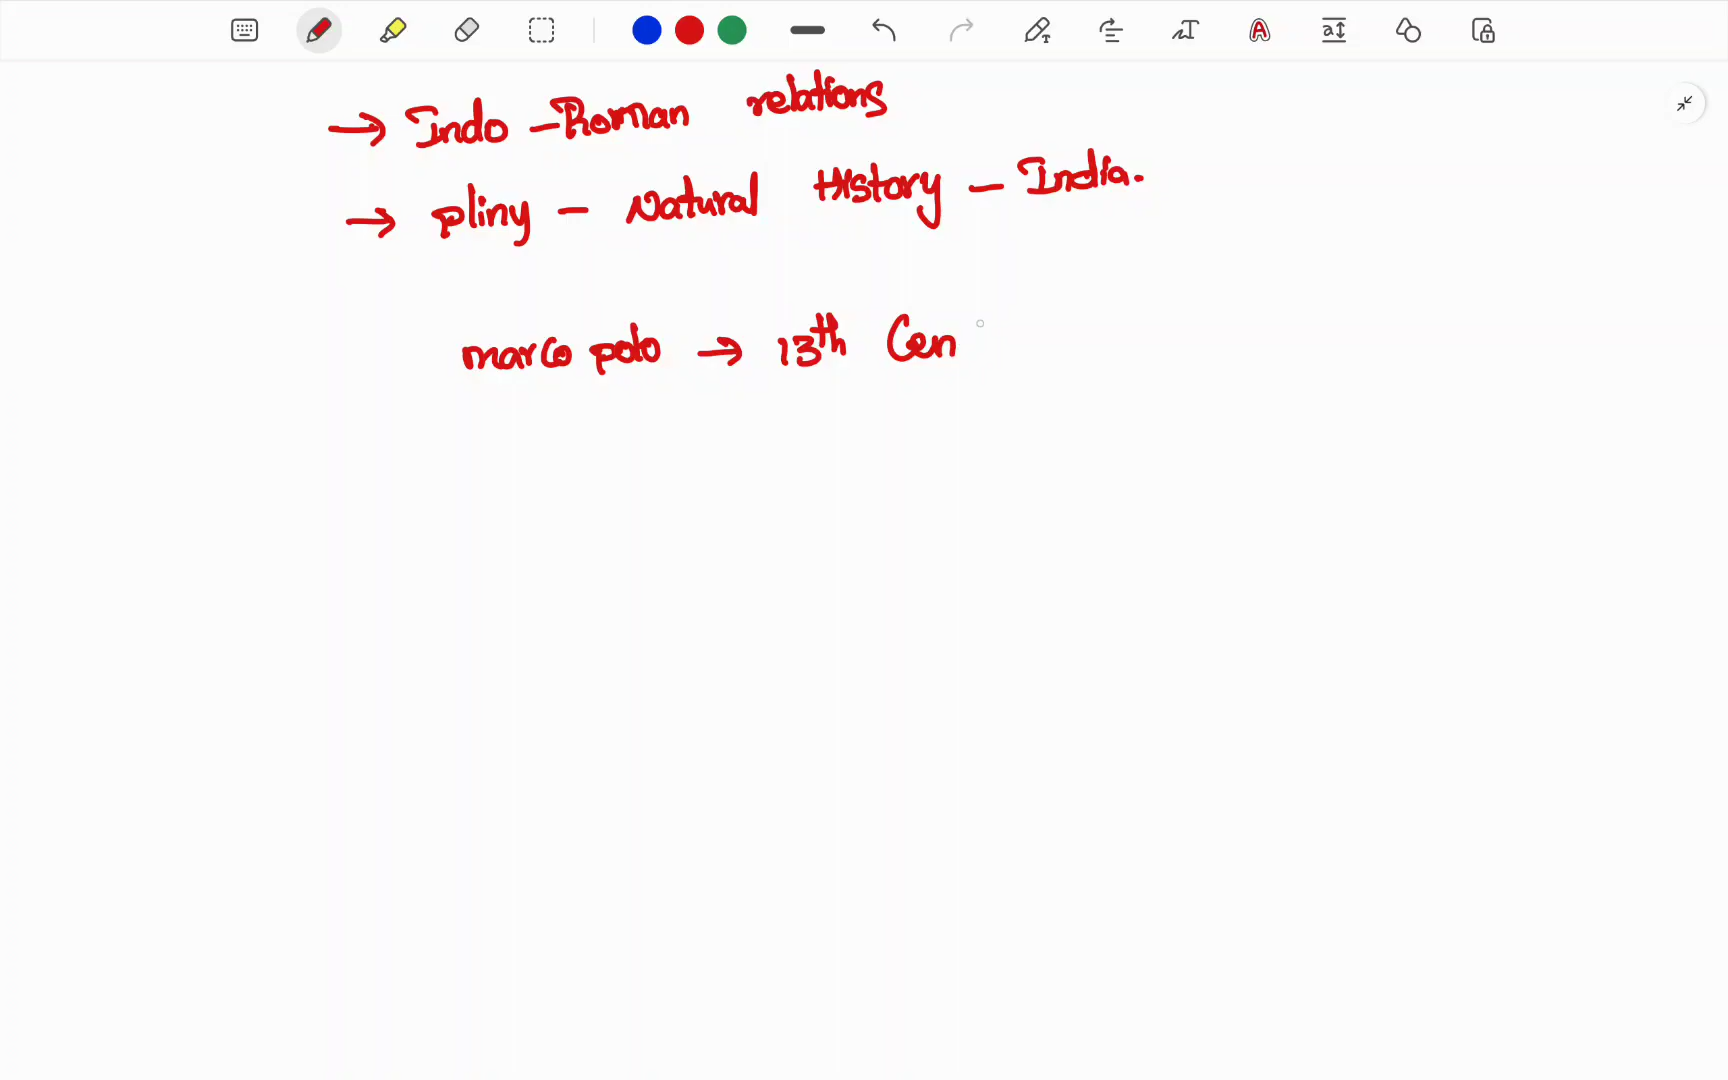 → Indo - Roman relations
→ pliny - Natural History - India.
marco polo → 13th Cen